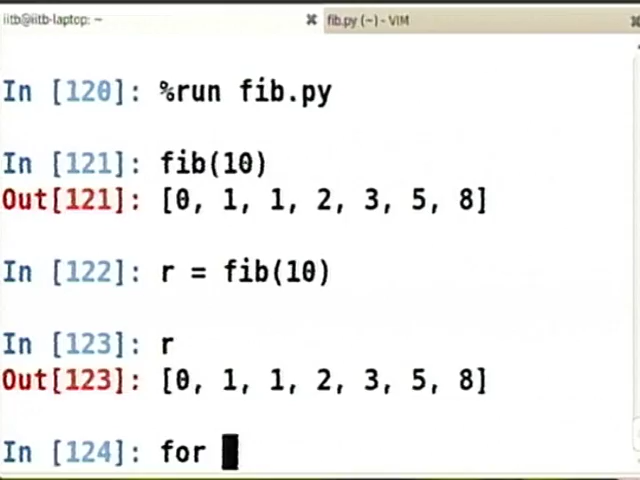 iitb@iitb-laptop: ~ ✖ fib.py (~) - VIM ✖
In [120]: %run fib.py
In [121]: fib(10)
Out[121]: [0, 1, 1, 2, 3, 5, 8]
In [122]: r = fib(10)
In [123]: r
Out[123]: [0, 1, 1, 2, 3, 5, 8]
In [124]: for